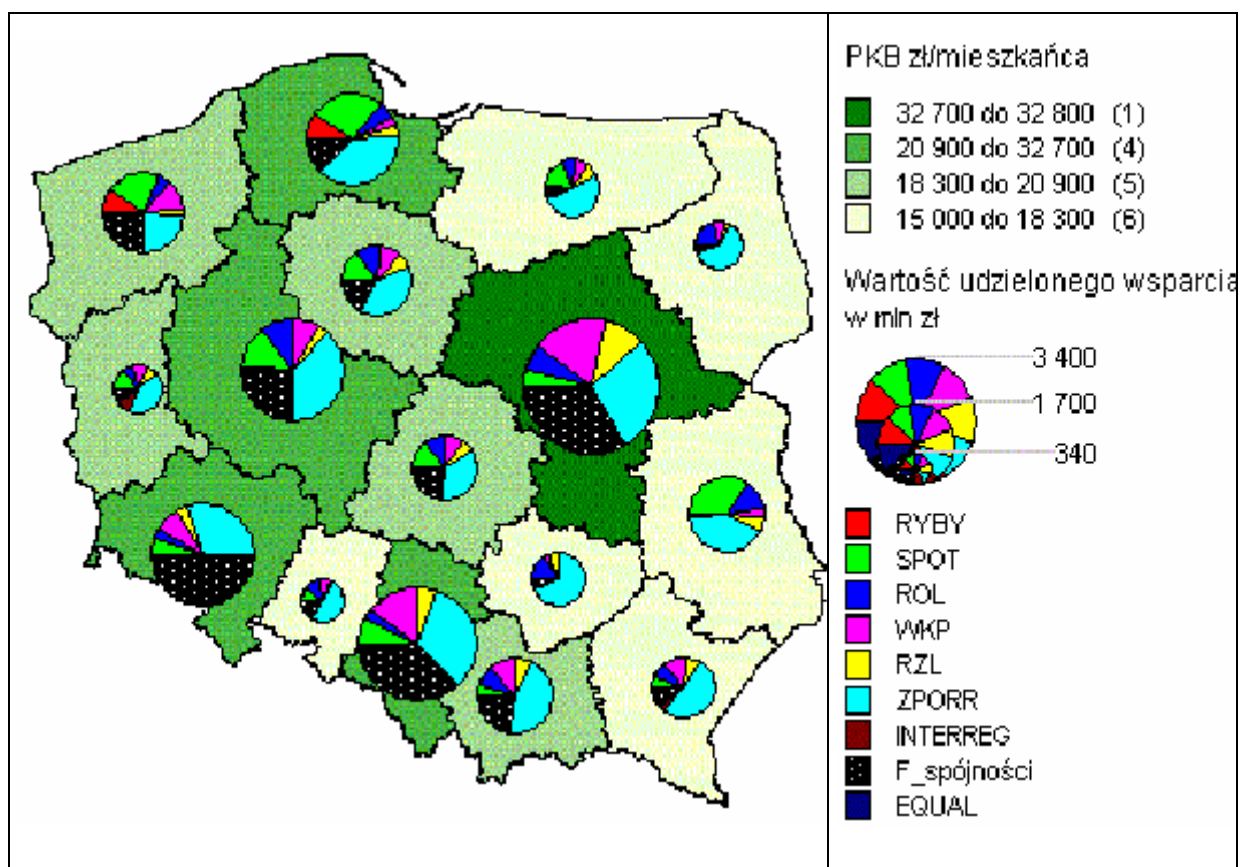 PKB zł/mieszkańca
32 700 do 32 800 (1)
20 900 do 32 700 (4)
18 300 do 20 900 (5)
15 000 do 18 300 (6)
Wartość udzielonego wsparcia
w mln zł
3 400
1 700
340
RYBY
SPOT
ROL
WKP
RZL
ZPORR
INTERREG
F_spójności
EQUAL